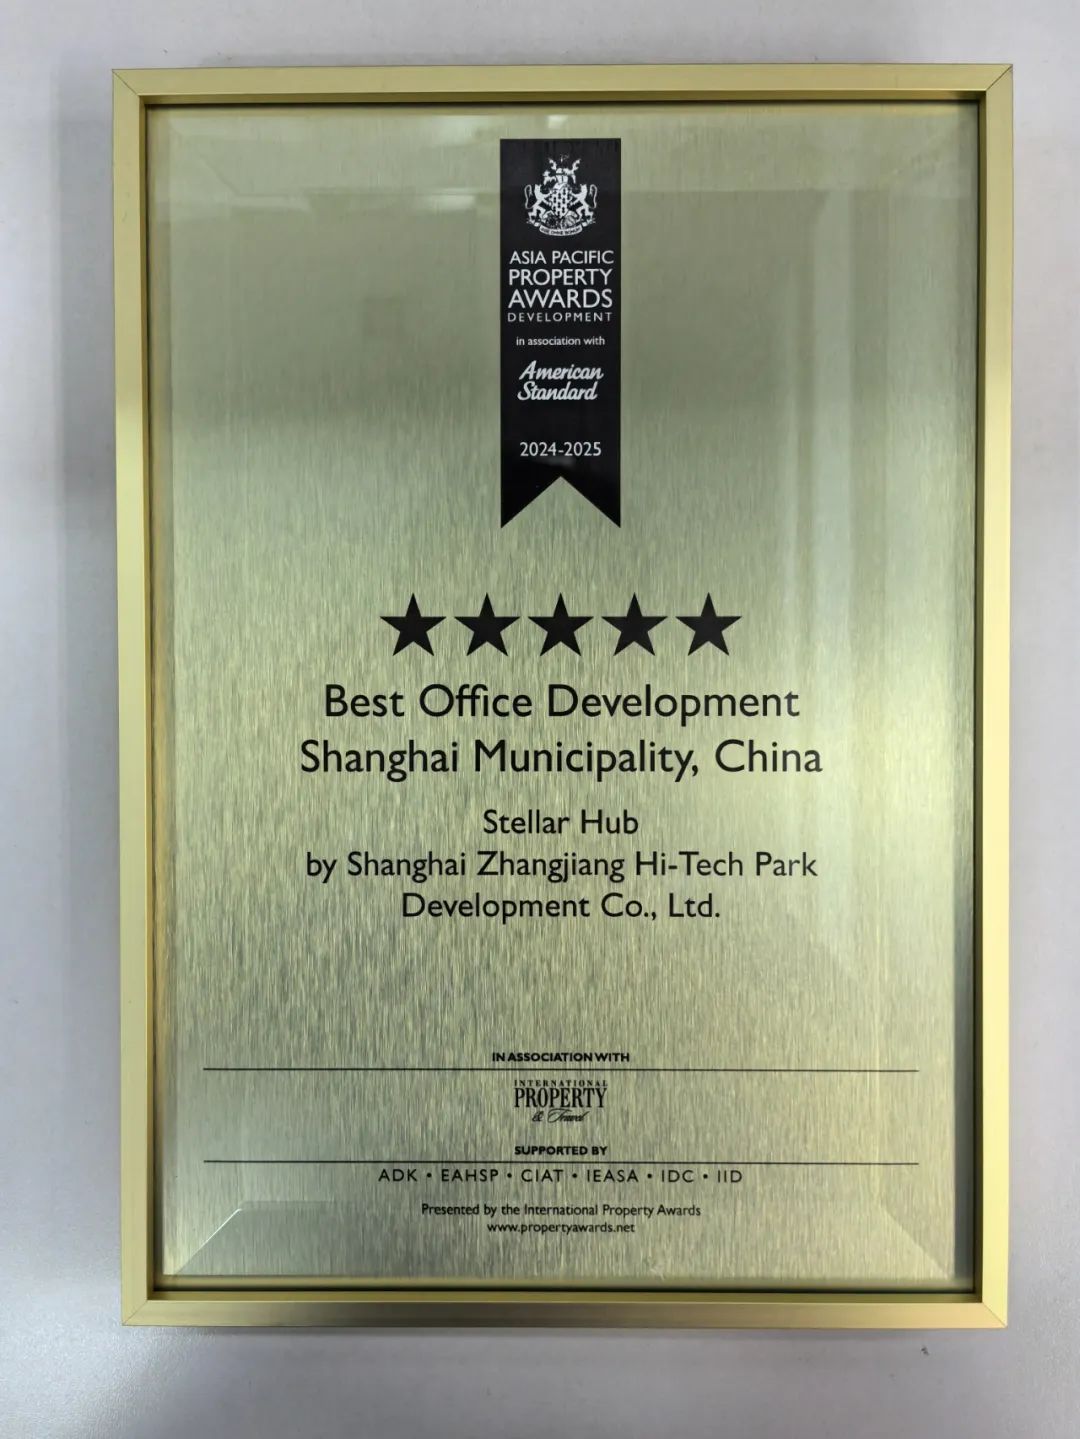 ASIA PACIFIC
PROPERTY
AWARDS
DEVELOPMENT
in association with
American
Standard
2024-2025
Best Office Development
Shanghai Municipality, China
Stellar Hub
by Shanghai Zhangjiang Hi-Tech Park
Development Co., Ltd.
IN ASSOCIATION WITH
INTERNATIONAL
PROPERTY
& Travel
SUPPORTED BY
ADK • EAHSP • CIAT • IEASA • IDC • IID
Presented by the International Property Awards
www.propertyawards.net